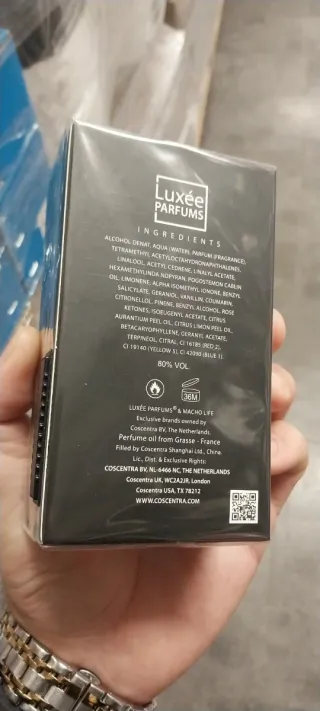 Luxée
PARFUMS
INGREDIENTS
ALCOHOL DENAT, AQUA (WATER), PARFUM (FRAGRANCE),
TETRAMETHYL ACETYLOCTAHYDRONAPHTHALENES,
LINALOOL, ACETYL CEDRENE, LINALYL ACETATE,
HEXAMETHYLINDA NOPYRAN, POGOSTEMON CABLIN
OIL, LIMONENE, ALPHA ISOMETHYL IONONE, BENZYL
SALICYLATE, GERANIOL, VANILLIN, COUMARIN,
CITRONELLOL, PINENE, BENZYL ALCOHOL, ROSE
KETONES, ISOEUGENYL ACETATE, CITRUS
AURANTIUM PEEL OIL, CITRUS LIMON PEEL OIL,
BETACARYOPHYLLENE, GERANYL ACETATE,
TERPINEOL, CITRAL, CI 16185 (RED 2),
CI 19140 (YELLOW 5), CI 42090 (BLUE 1).
80% VOL.
36M
LUXÉE PARFUMS® & MACHO LIFE
Exclusive brands owned by
Coscentra BV, The Netherlands
Perfume oil from Grasse - France
Filled by Coscentra Shanghai Ltd., China.
Lic., Dist. & Exclusive Rights:
COSCENTRA BV, NL-6466 NC, THE NETHERLANDS
Coscentra UK, WC2A2JR, London
Coscentra USA, TX 78212
WWW.COSCENTRA.COM